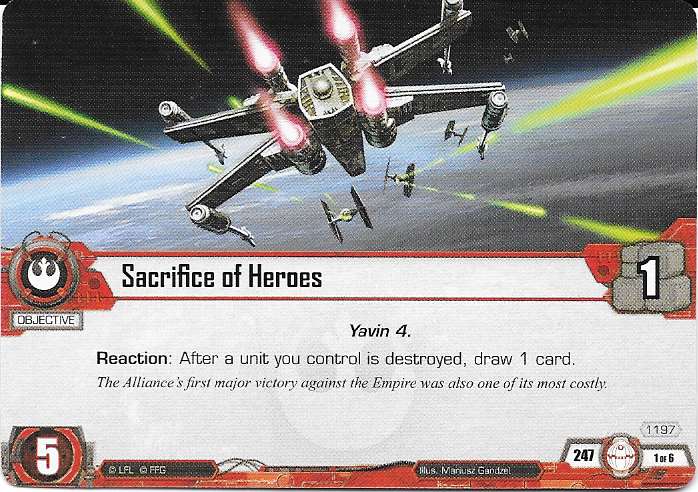 Sacrifice of Heroes
1
OBJECTIVE
Yavin 4.
Reaction: After a unit you control is destroyed, draw 1 card.
The Alliance's first major victory against the Empire was also one of its most costly.
5
© LFL © FFG
Illus. Mariusz Gandzel
1197
247
1 OF 6